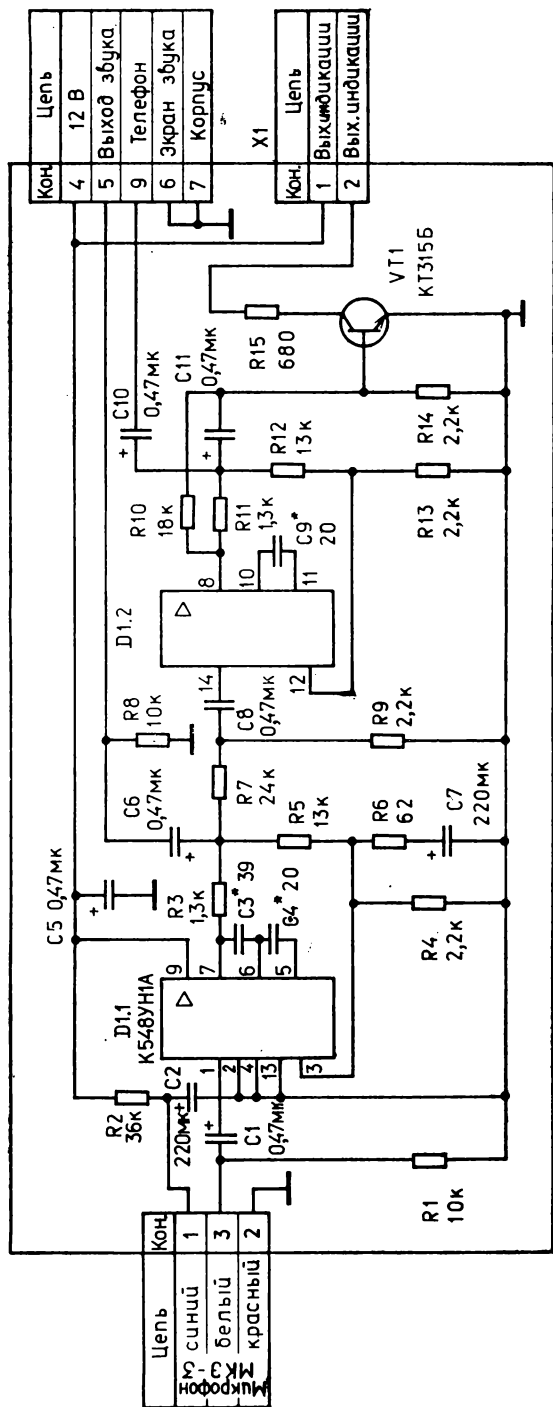 Цепь Кон.
синий 1
белый 3
красный 2
Микрофон
МКЭ-3
R1
10к
R2
36к
C2
220мк
+
C1
0,47мк
+
D1.1
К548УН1А
1
2
4
13
3
9
7
6
5
C5 0,47мк
+
R3
1,3к
C3* 39
C4* 20
C6
0,47мк
+
R5
13к
R6
62
C7
220мк
+
R4
2,2к
R7
24к
R8
10к
C8
0,47мк
R9
2,2к
D1.2
14
12
8
10
11
R10
18к
R11
1,3к
C9*
20
C10
0,47мк
+
C11
0,47мк
+
R12
13к
R13
2,2к
R14
2,2к
R15
680
VT1
КТ315Б
Кон. Цепь
4 12 В
5 Выход звука
9 Телефон
6 Экран звука
7 Корпус
X1
Кон. Цепь
1 Вых.индикации
2 Вых.индикации